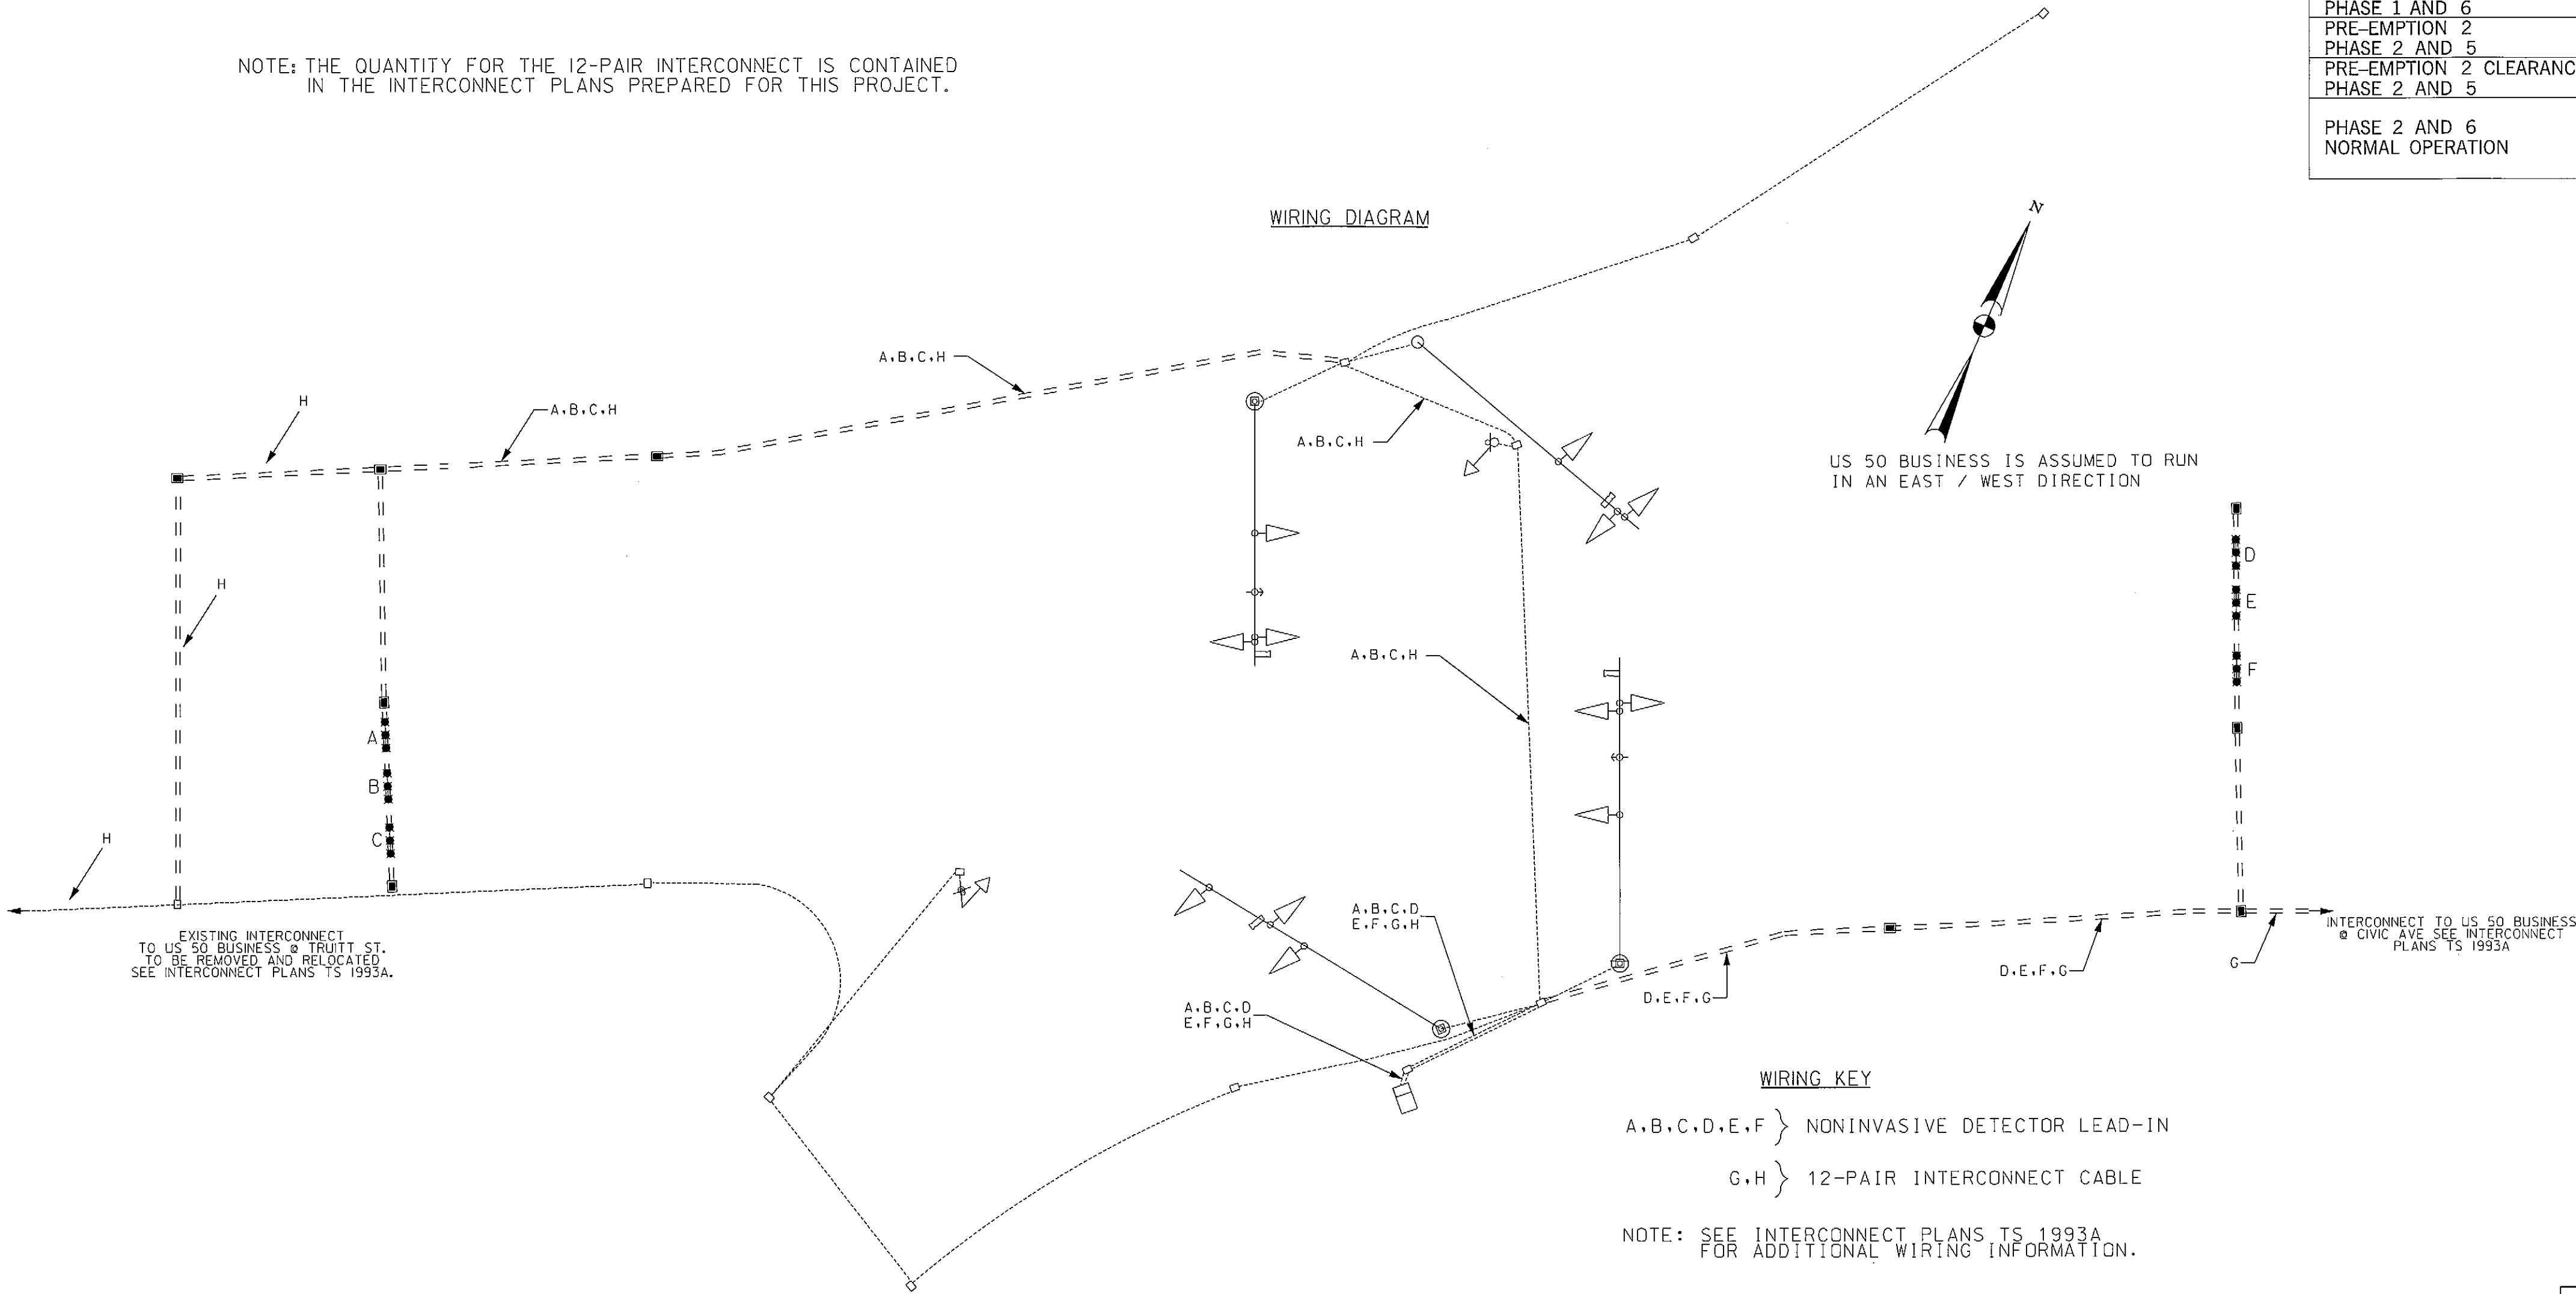 PHASE 1 AND 6
PRE-EMPTION 2
PHASE 2 AND 5
PRE-EMPTION 2 CLEARANC
PHASE 2 AND 5
PHASE 2 AND 6
NORMAL OPERATION
NOTE: THE QUANTITY FOR THE 12-PAIR INTERCONNECT IS CONTAINED
IN THE INTERCONNECT PLANS PREPARED FOR THIS PROJECT.
WIRING DIAGRAM
N
US 50 BUSINESS IS ASSUMED TO RUN
IN AN EAST / WEST DIRECTION
A,B,C,H
H
A,B,C,H
A,B,C,H
H
A,B,C,H
D
E
F
A
B
C
H
EXISTING INTERCONNECT
TO US 50 BUSINESS @ TRUITT ST.
TO BE REMOVED AND RELOCATED
SEE INTERCONNECT PLANS TS 1993A.
A,B,C,D
E,F,G,H
A,B,C,D
E,F,G,H
D,E,F,G
D,E,F,G
G
INTERCONNECT TO US 50 BUSINESS
@ CIVIC AVE SEE INTERCONNECT
PLANS TS 1993A
WIRING KEY
A,B,C,D,E,F } NONINVASIVE DETECTOR LEAD-IN
G,H } 12-PAIR INTERCONNECT CABLE
NOTE: SEE INTERCONNECT PLANS TS 1993A
FOR ADDITIONAL WIRING INFORMATION.